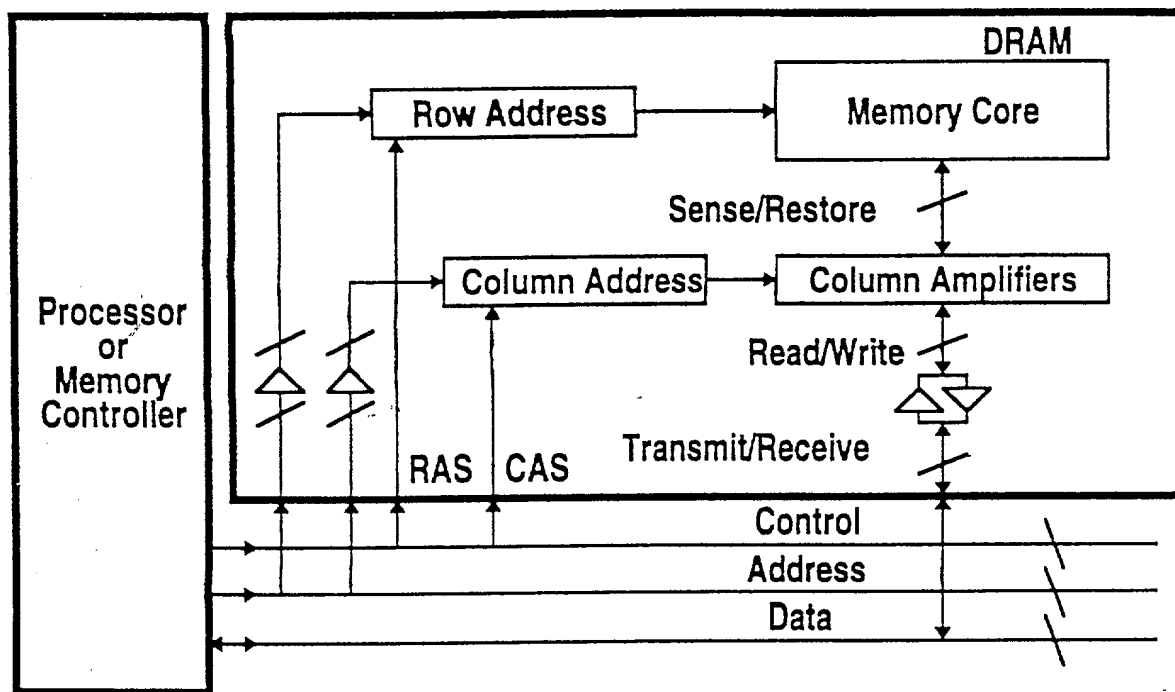 DRAM
Row Address
Memory Core
Sense/Restore
Column Address
Column Amplifiers
Processor
or
Memory
Controller
Read/Write
Transmit/Receive
RAS
CAS
Control
Address
Data